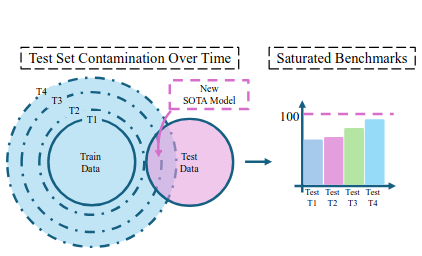 Test Set Contamination Over Time
Saturated Benchmarks
T4
T3
T2
T1
New
SOTA Model
Train
Data
Test
Data
100
Test
T1
Test
T2
Test
T3
Test
T4